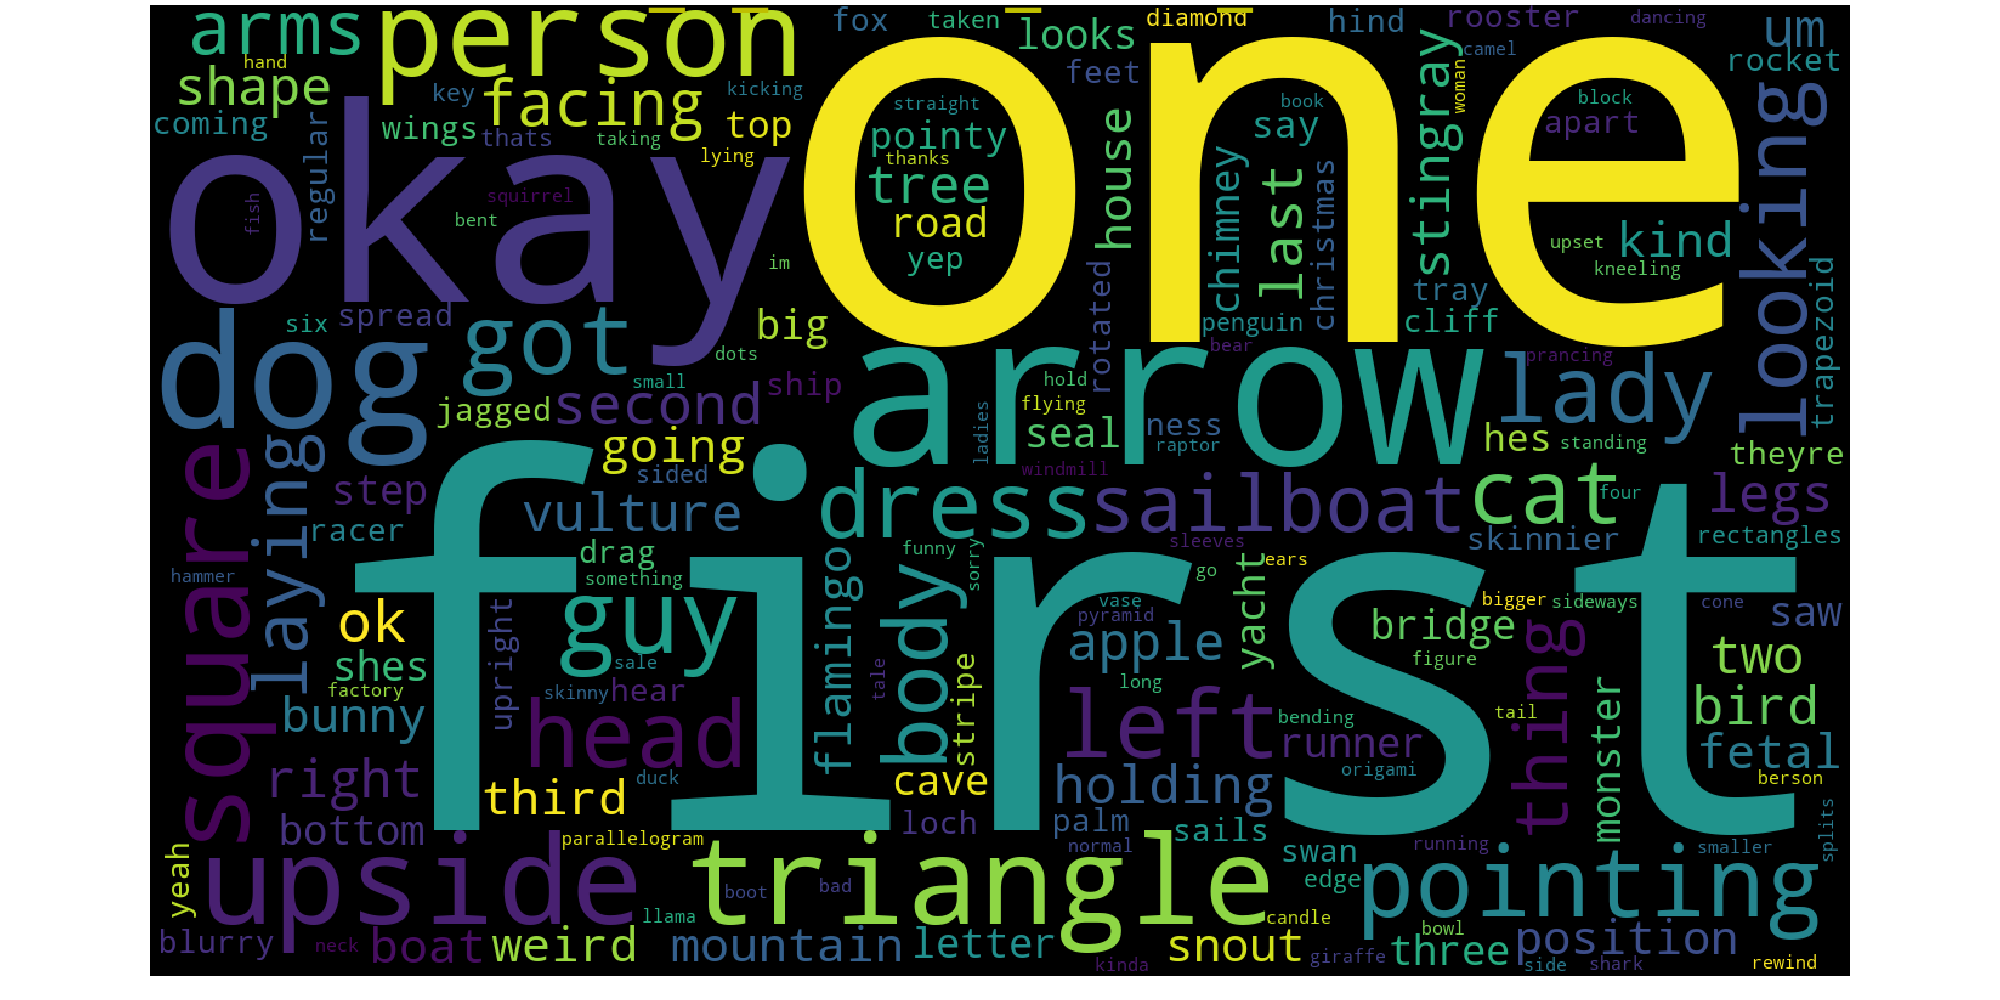 arms
person
fox
taken
looks
diamond
hind
rooster
dancing
um
hand
shape
key
facing
kicking
feet
camel
rocket
coming
regular
wings
thats
taking
top
lying
straight
pointy
thanks
tree
road
yep
one
house
book
say
stingray
woman
block
apart
looking
okay
fish
squirrel
bent
im
chimney
last
christmas
kind
upset
kneeling
rotated
tray
cliff
penguin
bear
trapezoid
dog
six
spread
got
big
dots
small
ship
jagged
second
arrow
hold
flying
prancing
lady
square
laying
going
sided
step
racer
vulture
ladies
seal
ness
raptor
windmill
hes
standing
theyre
dress
sailboat
cat
four
legs
rectangles
skinnier
sleeves
hammer
drag
something
funny
sorry
go
ears
first
ok
shes
factory
bunny
upright
guy
sale
skinny
hear
flamingo
body
tale
stripe
vase
pyramid
apple
yacht
long
bridge
figure
bigger
sideways
cone
saw
thing
two
monster
bird
head
left
bending
runner
origami
tail
fetal
berson
right
third
duck
cave
holding
bottom
loch
palm
sails
splits
yeah
upside
parallelogram
triangle
normal
swan
edge
running
smaller
pointing
boot
bad
llama
candle
bowl
blurry
neck
boat
weird
mountain
letter
kinda
snout
giraffe
three
position
side
shark
rewind